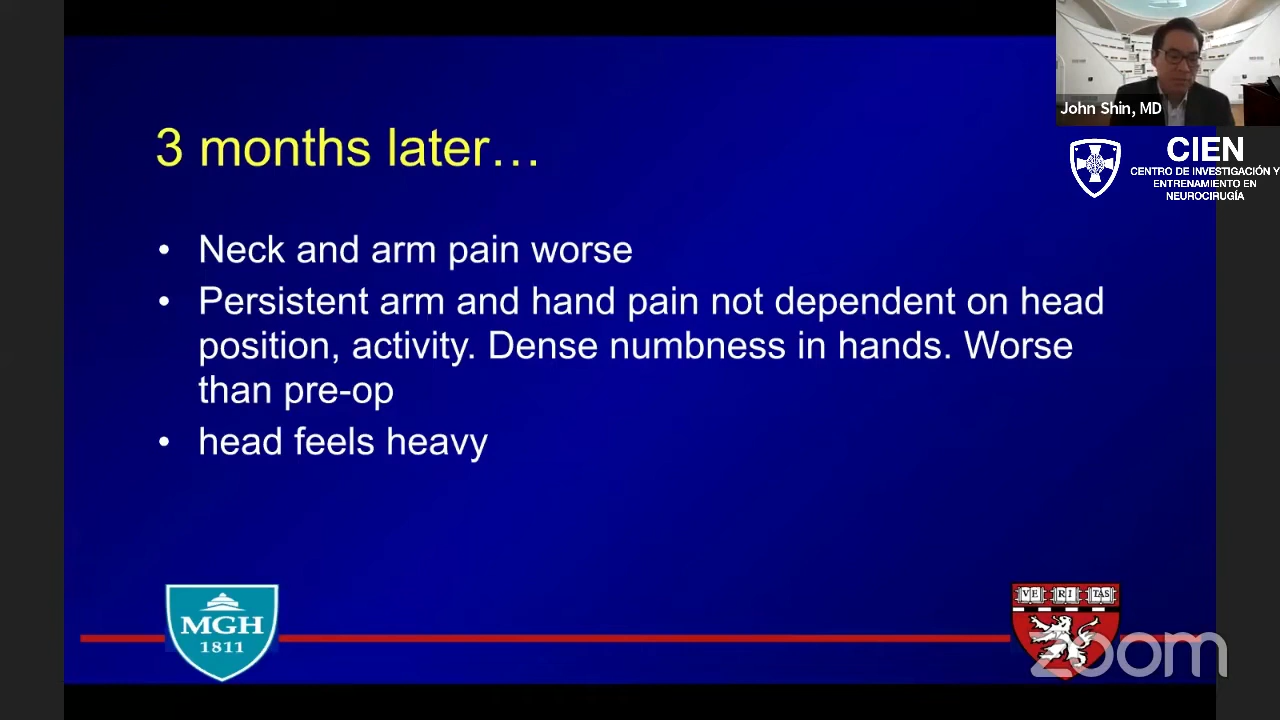 John Shin, MD
CIEN
CENTRO DE INVESTIGACIÓN Y
ENTRENAMIENTO EN
NEUROCIRUGÍA
3 months later…
• Neck and arm pain worse
• Persistent arm and hand pain not dependent on head
position, activity. Dense numbness in hands. Worse
than pre-op
• head feels heavy
MGH
1811
VE RI TAS
zoom